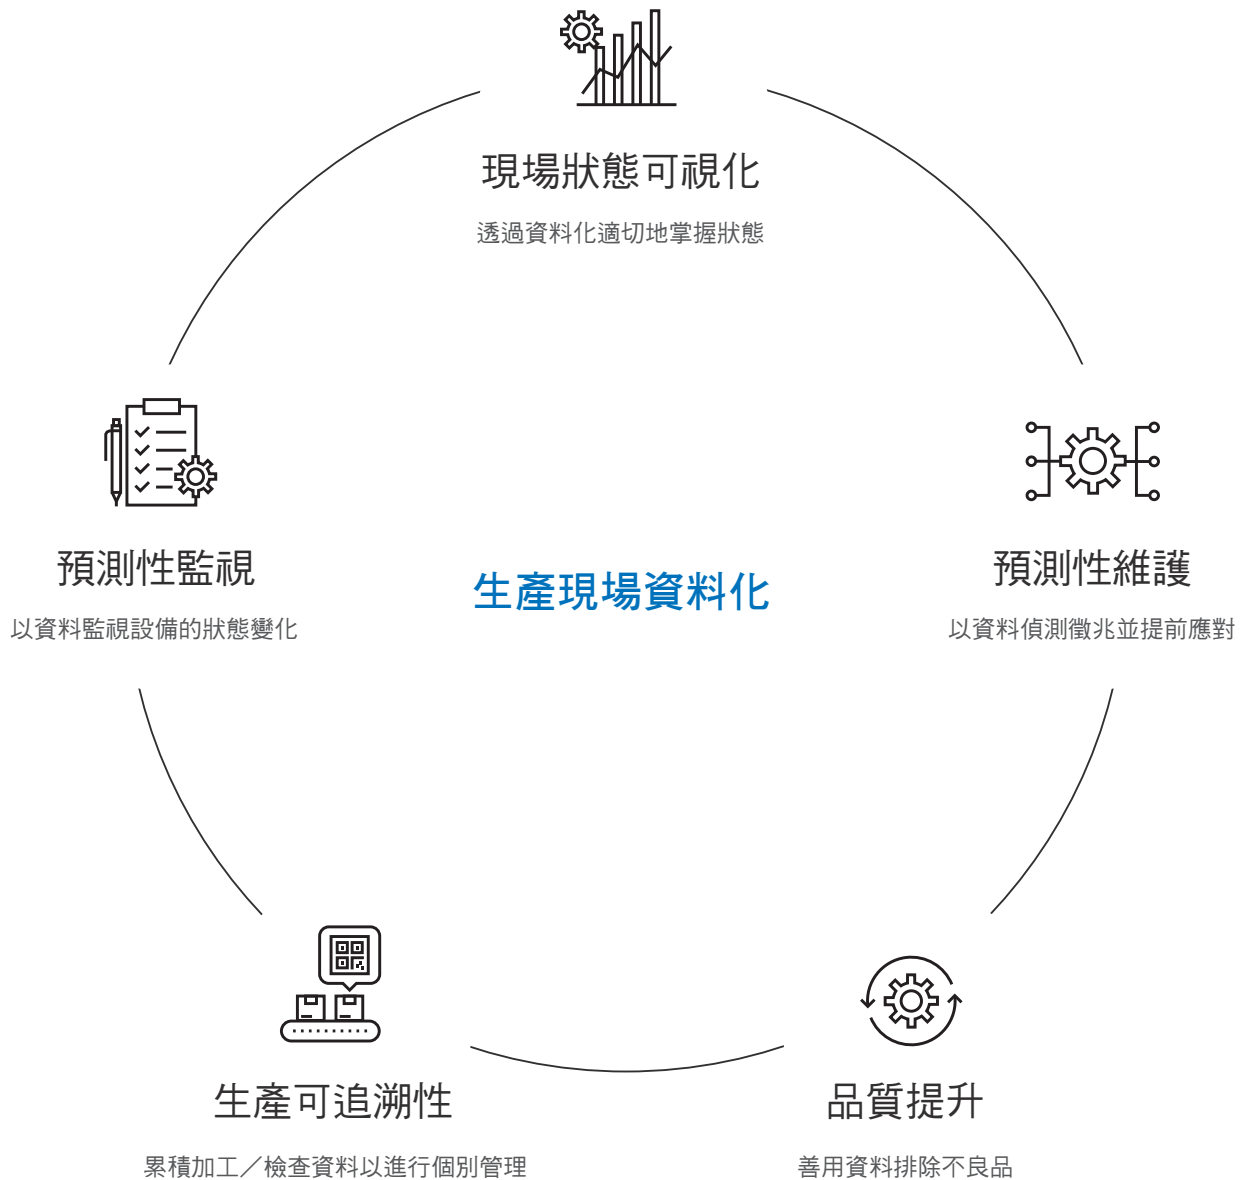 現場狀態可視化
透過資料化適切地掌握狀態
預測性監視
以資料監視設備的狀態變化
生產現場資料化
預測性維護
以資料偵測徵兆並提前應對
生產可追溯性
累積加工／檢查資料以進行個別管理
品質提升
善用資料排除不良品